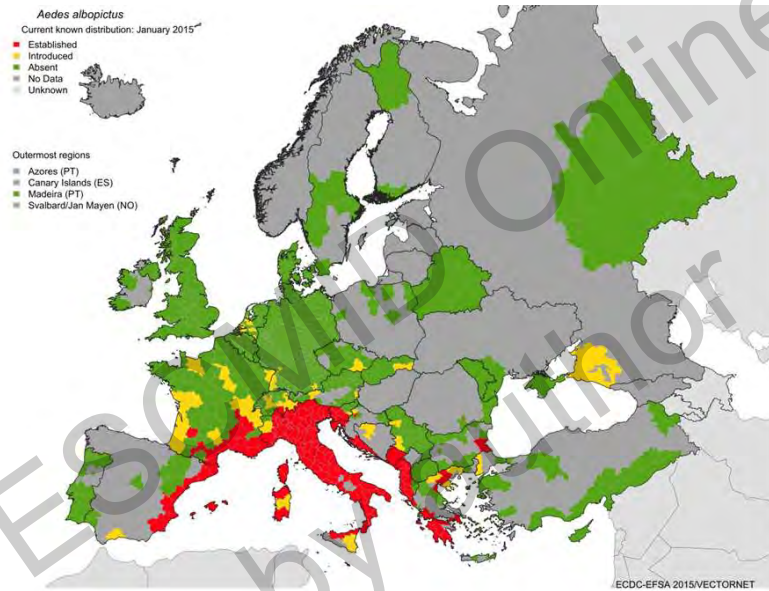 Aedes albopictus
Current known distribution: January 2015
Established
Introduced
Absent
No Data
Unknown
Outermost regions
Azores (PT)
Canary Islands (ES)
Madeira (PT)
Svalbard/Jan Mayen (NO)
ESCMID Online
by author
ECDC-EFSA 2015/VECTORNET